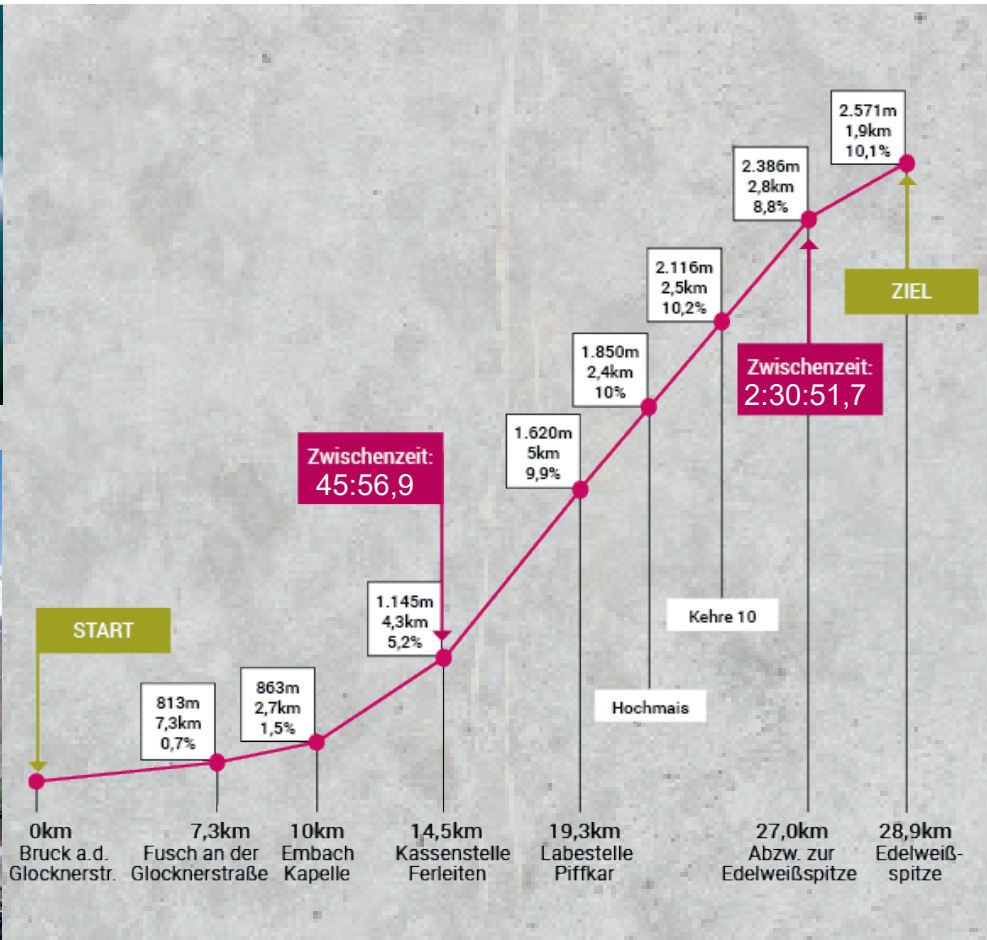 2.571m
1,9km
10,1%
2.386m
2,8km
8,8%
ZIEL
2.116m
2,5km
10,2%
1.850m
2,4km
10%
Zwischenzeit:
2:30:51,7
1.620m
5km
9,9%
Zwischenzeit:
45:56,9
1.145m
4,3km
5,2%
START
Kehre 10
863m
2,7km
1,5%
813m
7,3km
0,7%
Hochmais
0km
Bruck a.d.
Glocknerstr.
7,3km
Fusch an der
Glocknerstraße
10km
Embach
Kapelle
14,5km
Kassenstelle
Ferleiten
19,3km
Labestelle
Piffkar
27,0km
Abzw. zur
Edelweißspitze
28,9km
Edelweiß-
spitze